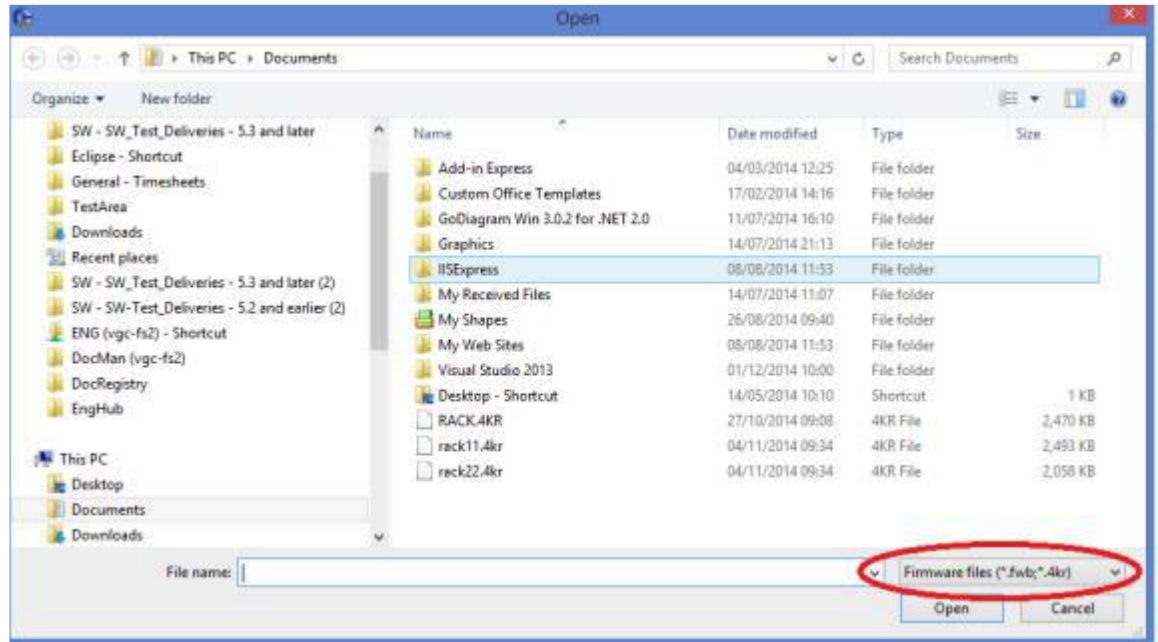 Open
This PC Documents
Search Documents
Organize New folder
SW - SW_Test_Deliveries - 5.3 and later
Eclipse - Shortcut
General - Timesheets
TestArea
Downloads
Recent places
SW - SW_Test_Deliveries - 5.3 and later (2)
SW - SW-Test_Deliveries - 5.2 and earlier (2)
ENG (vgc-fs2) - Shortcut
DocMan (vgc-fs2)
DocRegistry
EngHub
This PC
Desktop
Documents
Downloads
Name Date modified Type Size
Add-in Express 04/03/2014 12:25 File folder
Custom Office Templates 17/02/2014 14:16 File folder
GoDiagram Win 3.0.2 for .NET 2.0 11/07/2014 16:10 File folder
Graphics 14/07/2014 21:13 File folder
IISExpress 08/08/2014 11:53 File folder
My Received Files 14/07/2014 11:07 File folder
My Shapes 26/08/2014 09:40 File folder
My Web Sites 08/08/2014 11:53 File folder
Visual Studio 2013 01/12/2014 10:00 File folder
Desktop - Shortcut 14/05/2014 10:10 Shortcut 1 KB
RACK.4KR 27/10/2014 09:08 4KR File 2,470 KB
rack11.4kr 04/11/2014 09:34 4KR File 2,493 KB
rack22.4kr 04/11/2014 09:34 4KR File 2,058 KB
File name: Firmware files (*.fwb;*.4kr)
Open Cancel